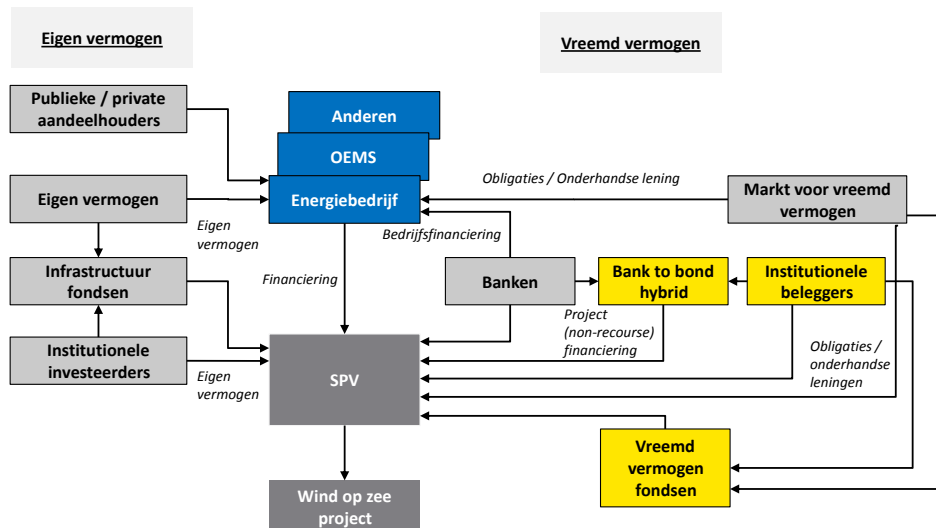 Eigen vermogen
Vreemd vermogen
Publieke / private
aandeelhouders
Anderen
OEMS
Energiebedrijf
Eigen vermogen
Eigen
vermogen
Obligaties / Onderhandse lening
Markt voor vreemd
vermogen
Bedrijfsfinanciering
Infrastructuur
fondsen
Financiering
Banken
Bank to bond
hybrid
Institutionele
beleggers
Project
(non-recourse)
financiering
Institutionele
investeerders
Eigen
vermogen
SPV
Obligaties /
onderhandse
leningen
Vreemd
vermogen
fondsen
Wind op zee
project